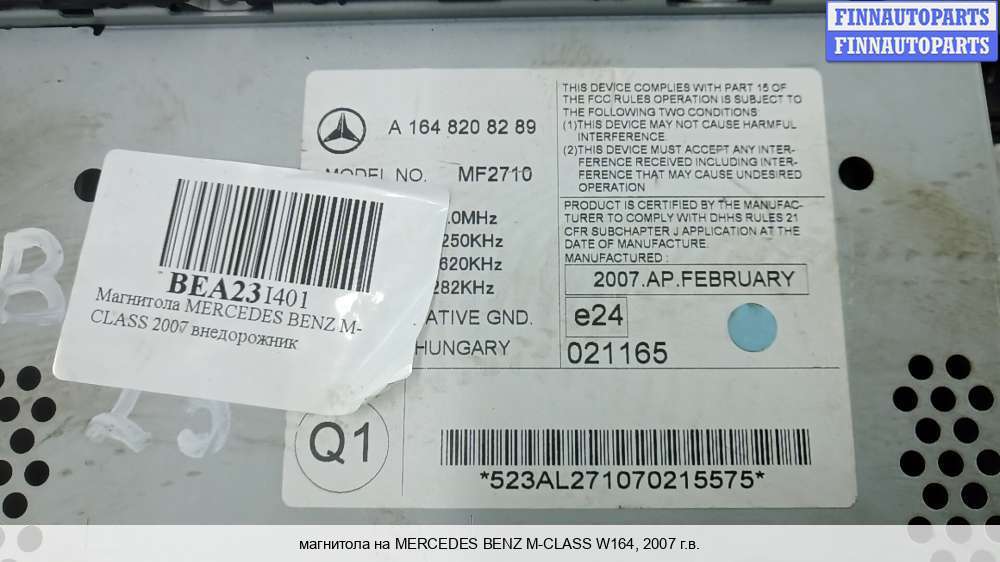 FINNAUTOPARTS
FINNAUTOPARTS
A 164 820 82 89
MODEL NO. MF2710
.0MHz
250KHz
620KHz
282KHz
ATIVE GND.
HUNGARY
THIS DEVICE COMPLIES WITH PART 15 OF
THE FCC RULES OPERATION IS SUBJECT TO
THE FOLLOWING TWO CONDITIONS
(1)THIS DEVICE MAY NOT CAUSE HARMFUL
INTERFERENCE.
(2)THIS DEVICE MUST ACCEPT ANY INTER-
FERENCE RECEIVED INCLUDING INTER-
FERENCE THAT MAY CAUSE UNDESIRED
OPERATION
PRODUCT IS CERTIFIED BY THE MANUFAC-
TURER TO COMPLY WITH DHHS RULES 21
CFR SUBCHAPTER J APPLICATION AT THE
DATE OF MANUFACTURE.
MANUFACTURED :
2007.AP.FEBRUARY
e24
021165
Q1
*523AL271070215575*
BEA23I401
Магнитола MERCEDES BENZ M-
CLASS 2007 внедорожник
магнитола на MERCEDES BENZ M-CLASS W164, 2007 г.в.